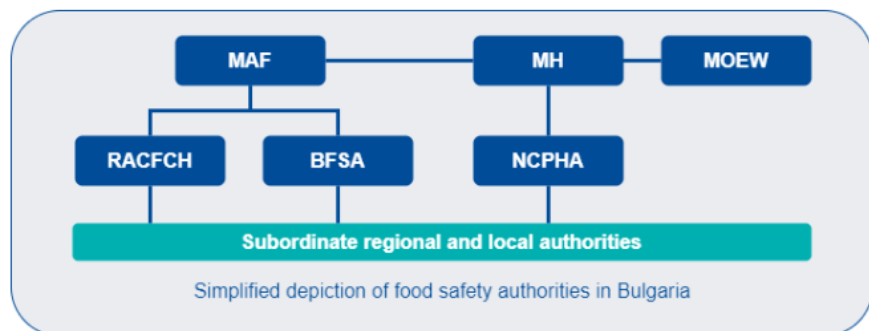 MAF
MH
MOEW
RACFCH
BFSA
NCPHA
Subordinate regional and local authorities
Simplified depiction of food safety authorities in Bulgaria